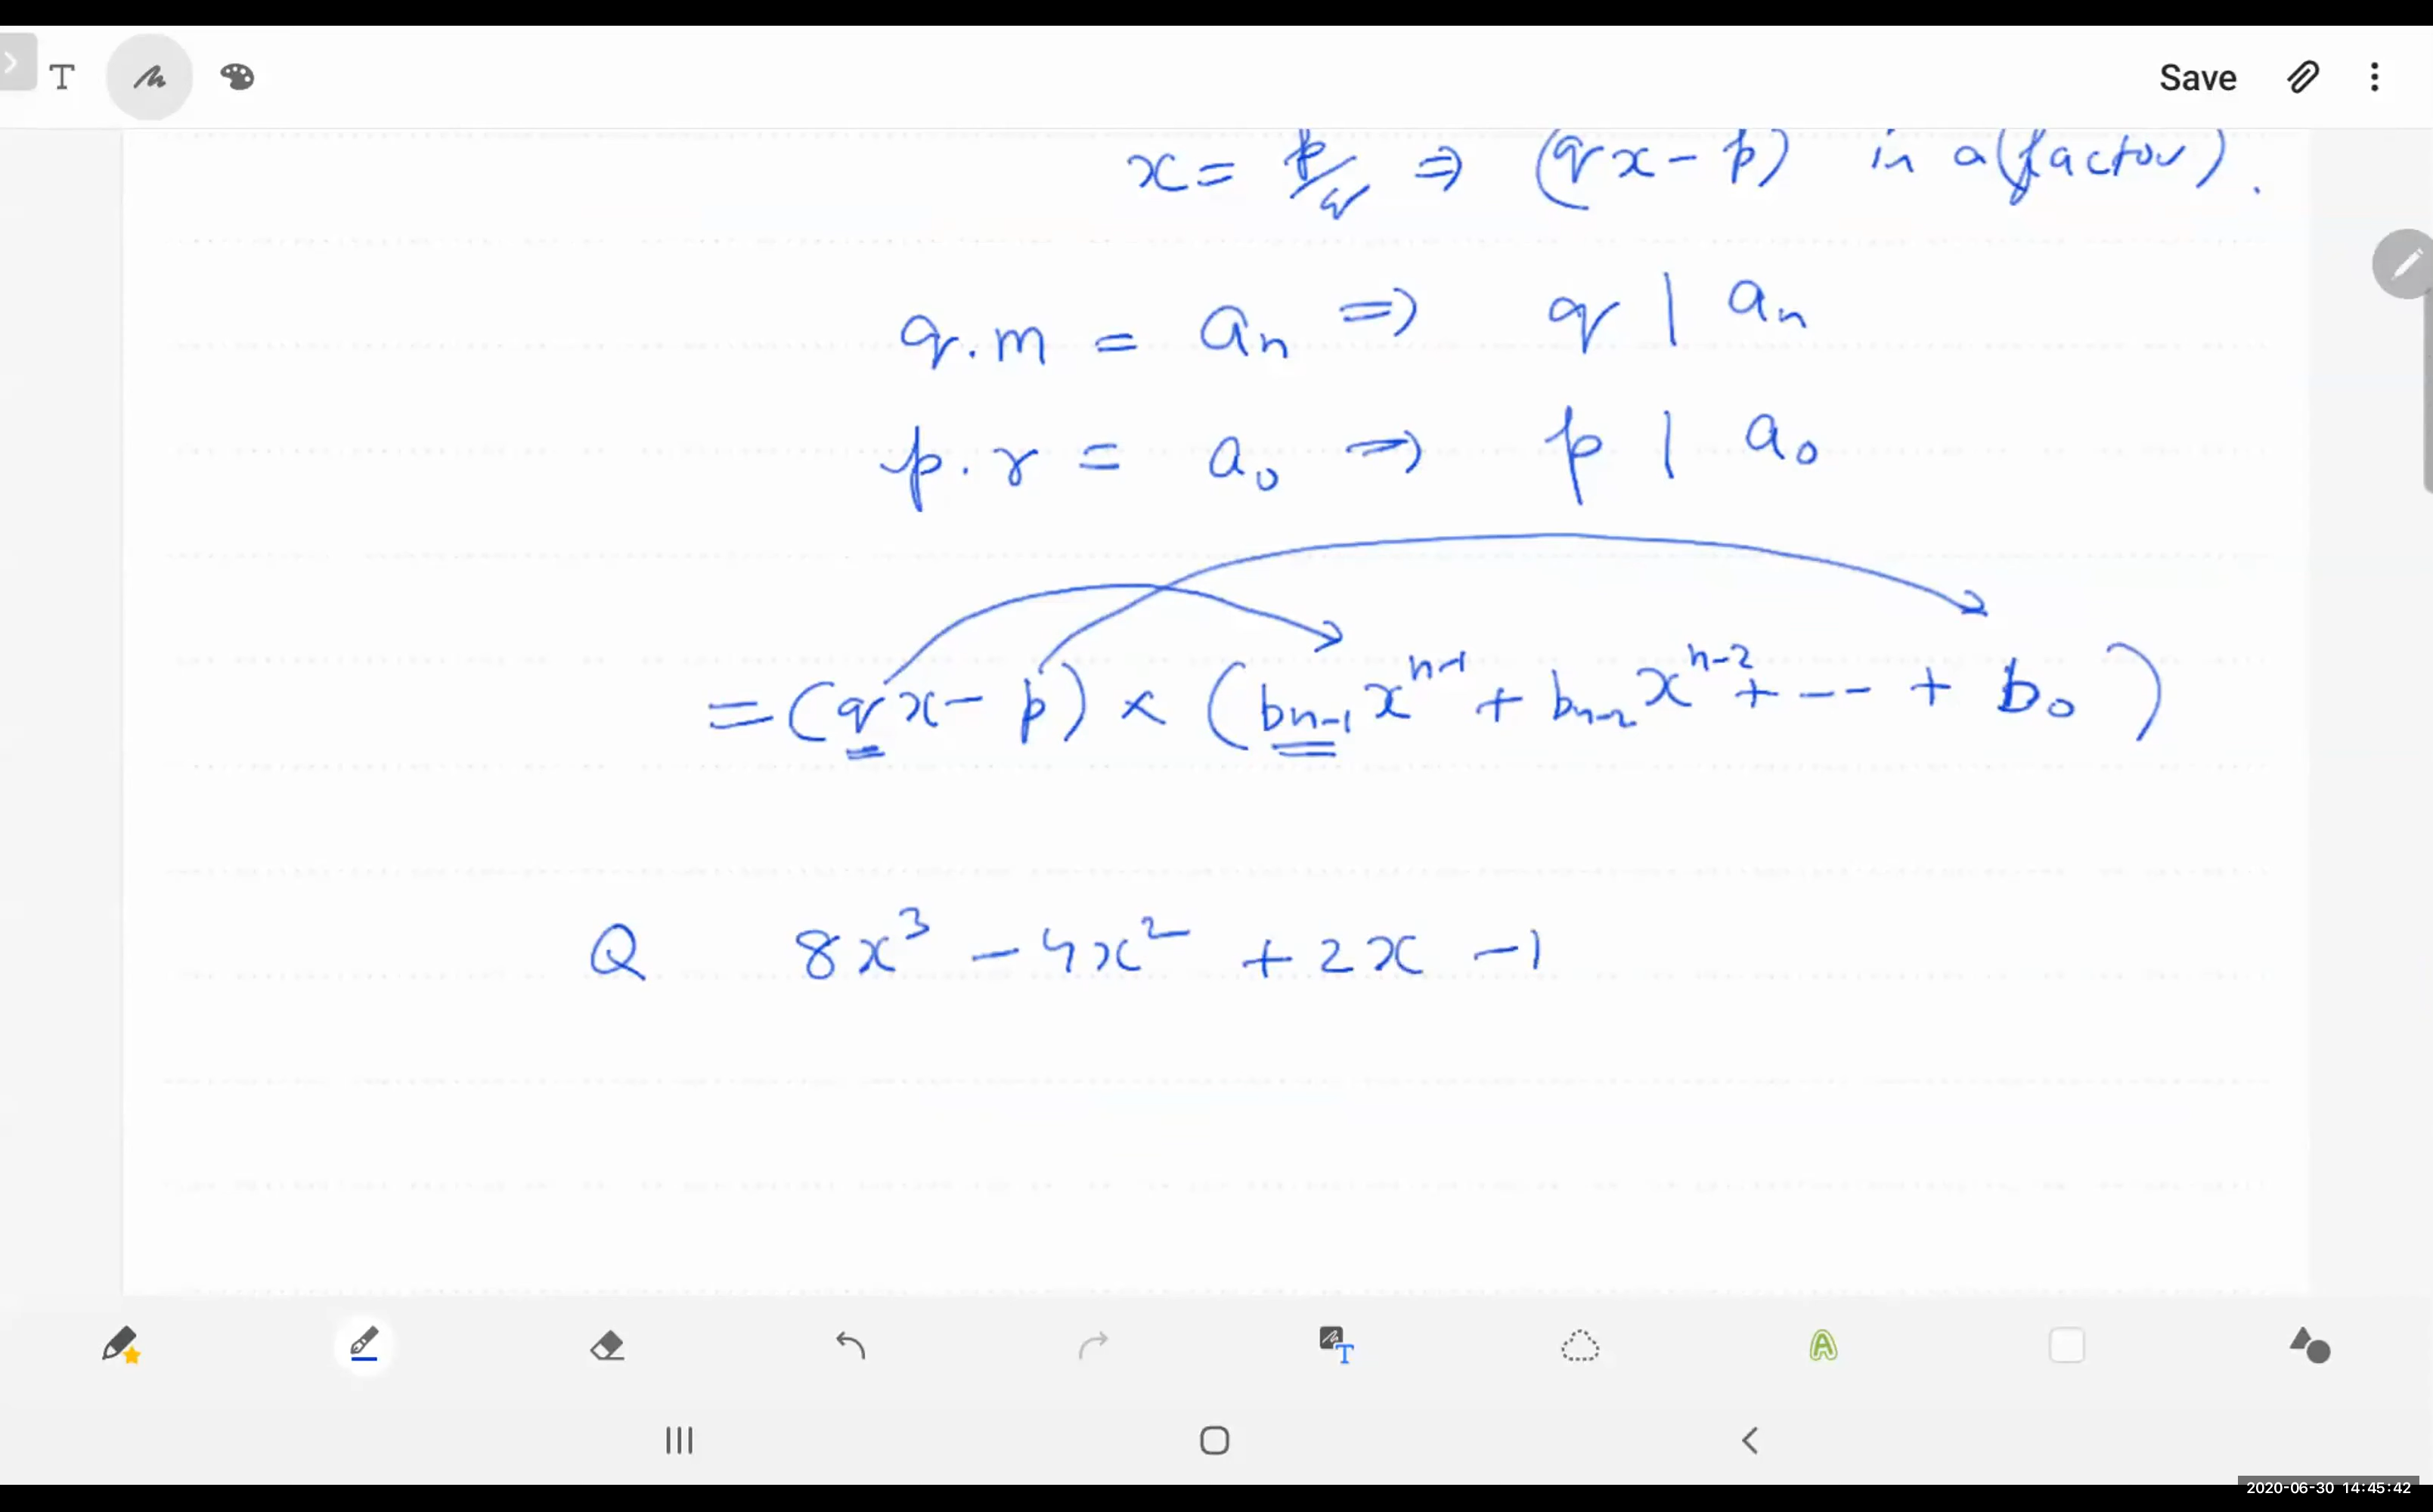 T Save
x = p/q ⇒ (qx - p) is a (factor).
q.m = aₙ ⇒ q | aₙ
p.r = a₀ ⇒ p | a₀
= (qx - p) × (bₙ₋₁xⁿ⁻¹ + bₙ₋₂xⁿ⁻² + --- + b₀)
Q 8x³ - 4x² + 2x - 1
T A
2020-06-30 14:45:42